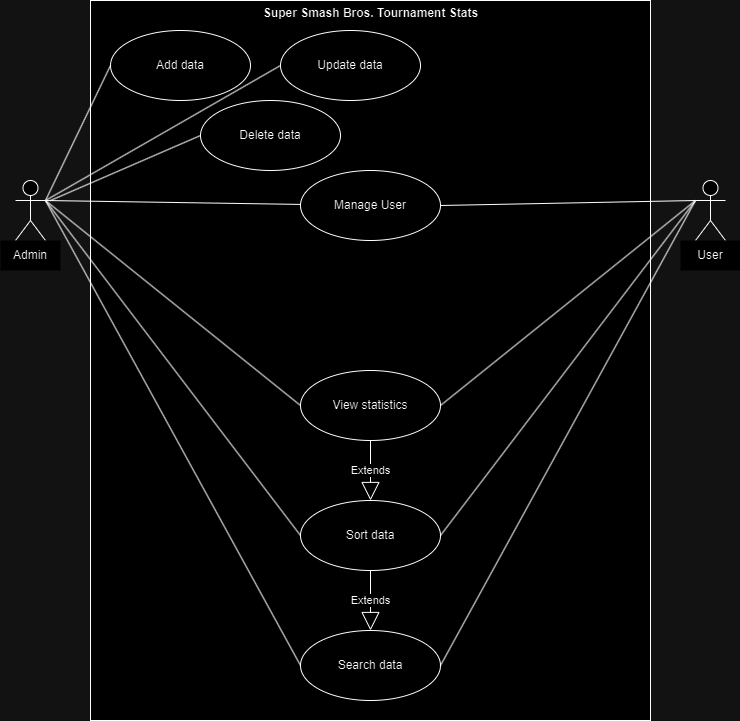 Super Smash Bros. Tournament Stats
Add data
Update data
Delete data
Manage User
Admin
User
View statistics
Extends
Sort data
Extends
Search data